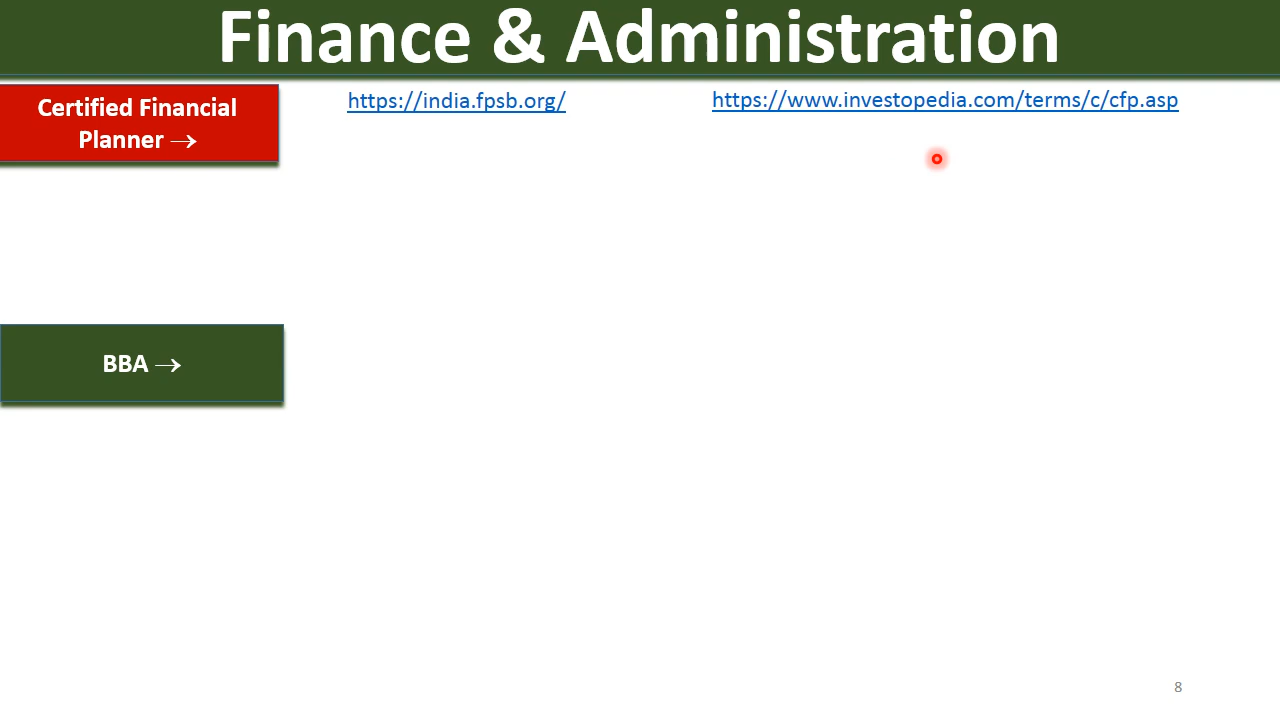 Finance & Administration
Certified Financial
Planner →
https://india.fpsb.org/
https://www.investopedia.com/terms/c/cfp.asp
BBA →
8